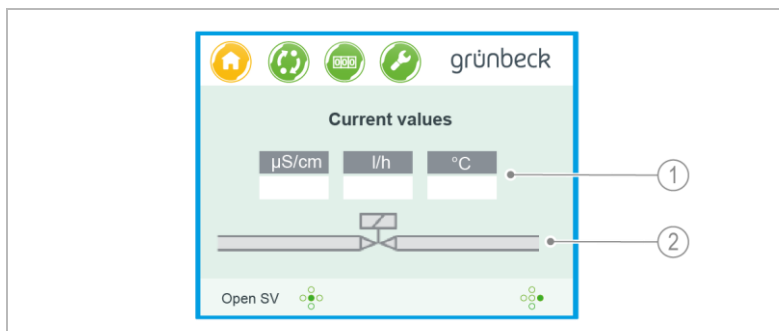 grünbeck
Current values
µS/cm l/h °C
1
2
Open SV